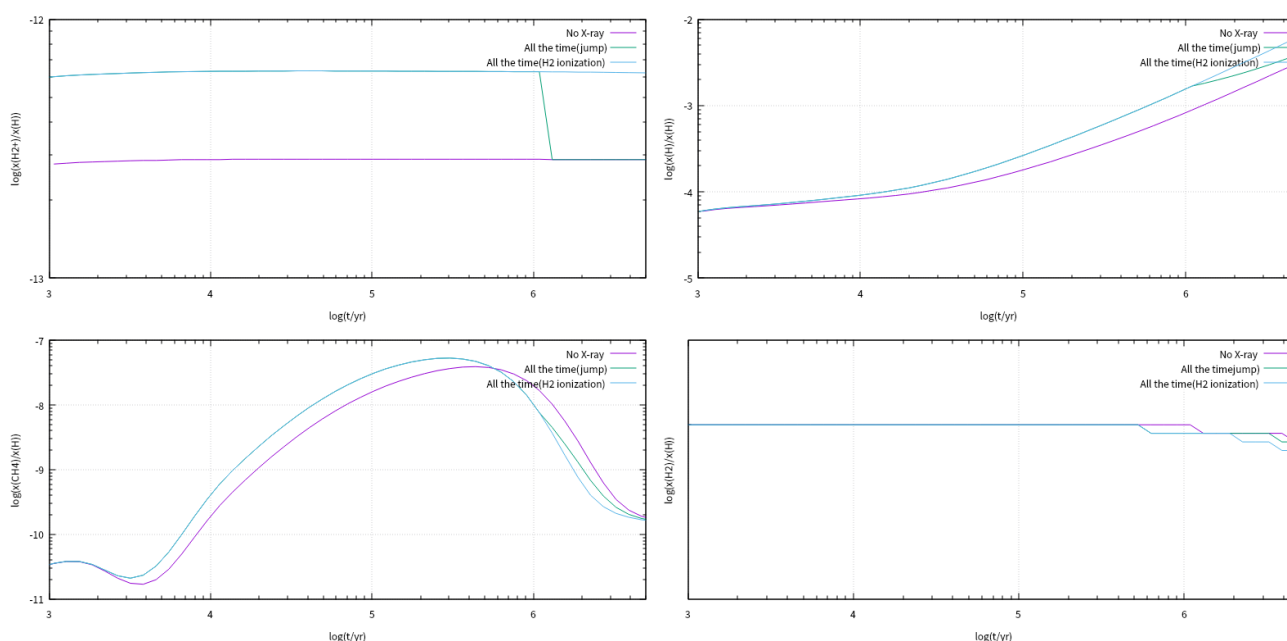 -12
No X-ray
All the time(jump)
All the time(H2 ionization)
log(x(H2+)/x(H))
-13
3 4 5 6
log(t/yr)
-2
No X-ray
All the time(jump)
All the time(H2 ionization)
-3
log(x(H)/x(H))
-4
-5
3 4 5 6
log(t/yr)
-7
No X-ray
All the time(jump)
All the time(H2 ionization)
-8
log(x(CH4)/x(H))
-9
-10
-11
3 4 5 6
log(t/yr)
No X-ray
All the timejump)
All the time(H2 ionization)
log(x(H2)/x(H))
3 4 5 6
log(t/yr)